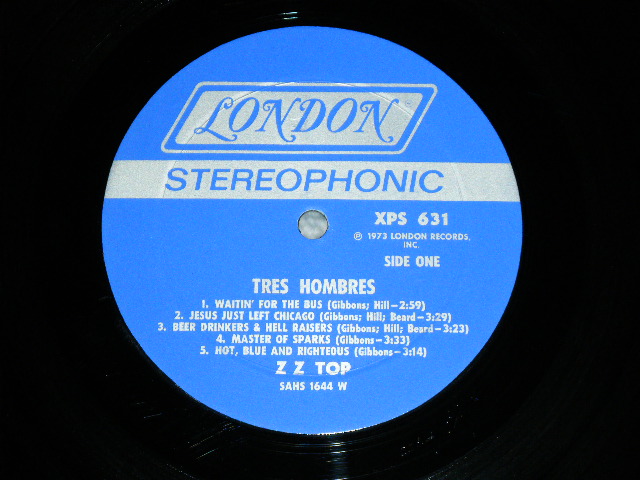 LONDON
STEREOPHONIC
XPS 631
℗ 1973 LONDON RECORDS,
INC.
SIDE ONE
TRES HOMBRES
1. WAITIN' FOR THE BUS (Gibbons; Hill—2:59)
2. JESUS JUST LEFT CHICAGO (Gibbons; Hill; Beard—3:29)
3. BEER DRINKERS & HELL RAISERS (Gibbons; Hill; Beard—3:23)
4. MASTER OF SPARKS (Gibbons—3:33)
5. HOT, BLUE AND RIGHTEOUS (Gibbons—3:14)
Z Z TOP
SAHS 1644 W